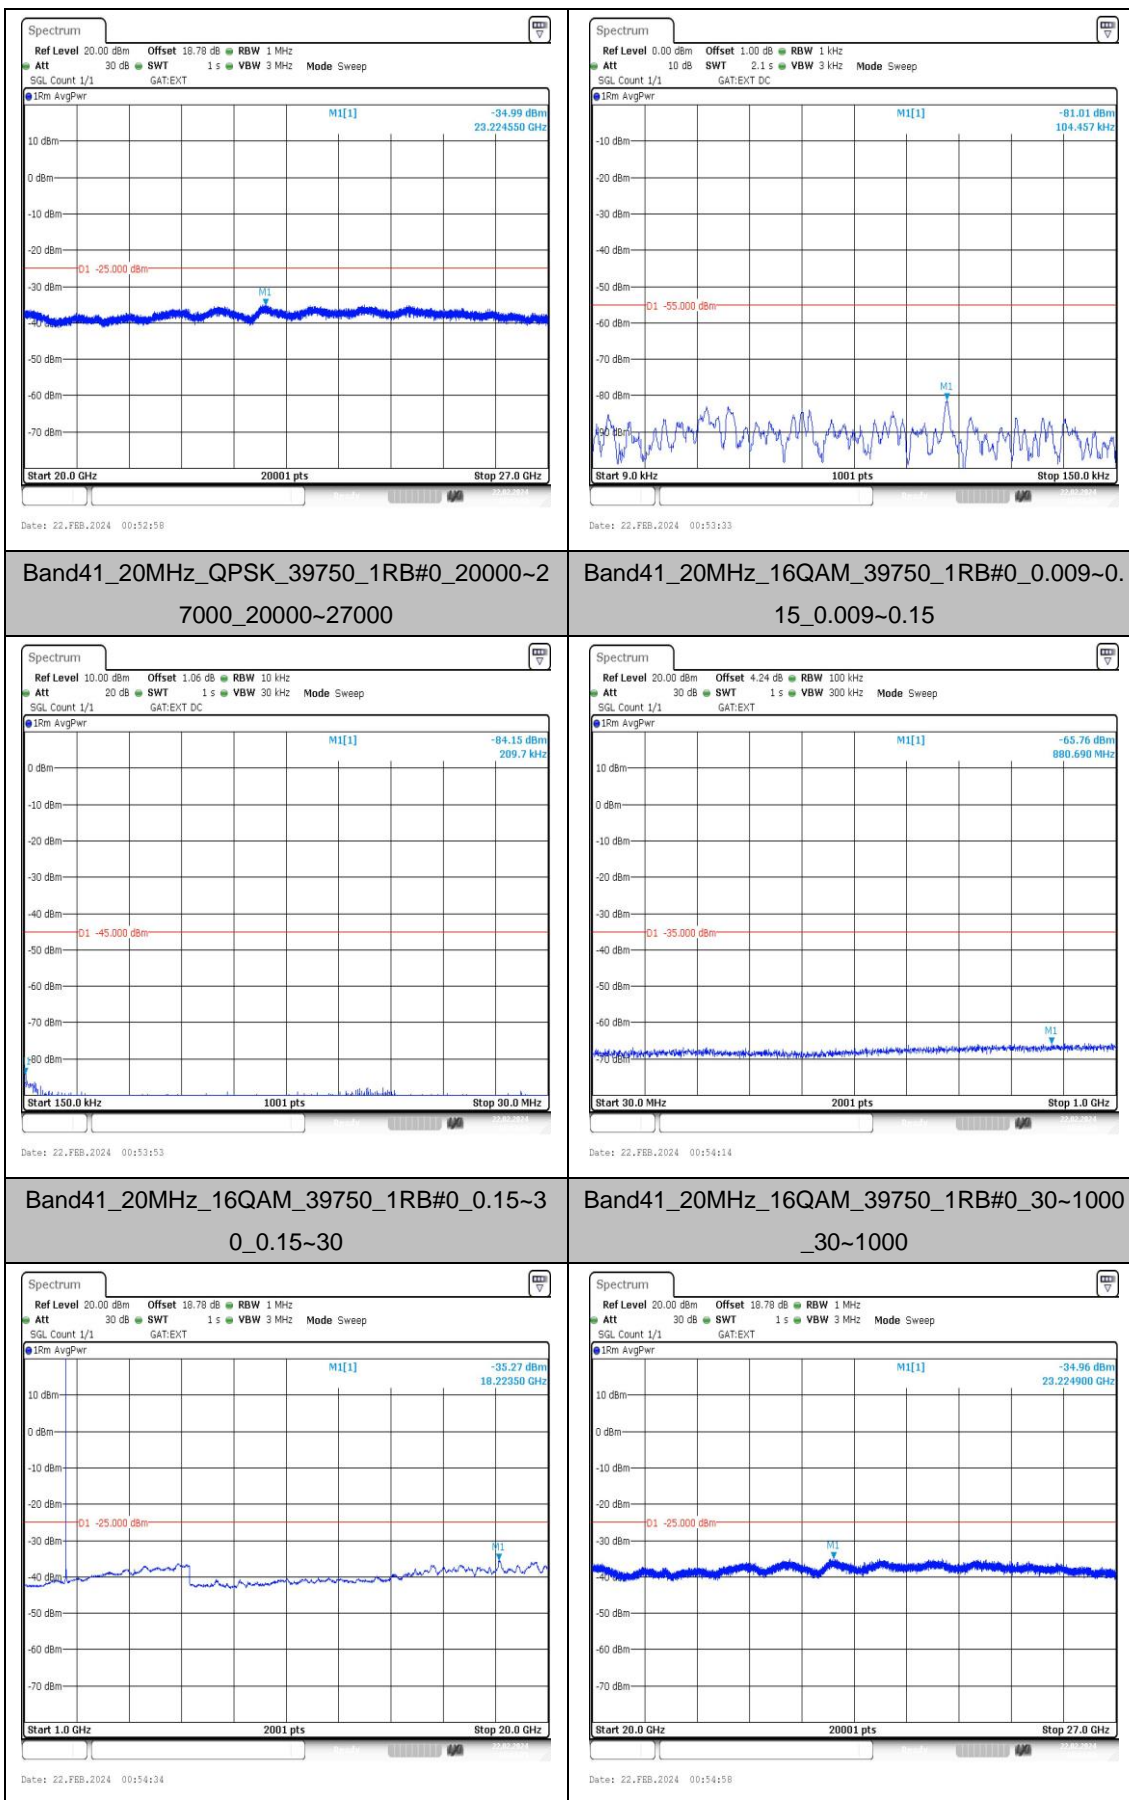 Spectrum
Ref Level 20.00 dBm Offset 18.78 dB RBW 1 MHz
Att 30 dB SWT 1 s VBW 3 MHz Mode Sweep
SGL Count 1/1 GAT:EXT
1Rm AvgPwr
M1[1] -34.99 dBm
23.224550 GHz
10 dBm
0 dBm
-10 dBm
-20 dBm
D1 -25.000 dBm
-30 dBm
M1
-50 dBm
-60 dBm
-70 dBm
Start 20.0 GHz 20001 pts Stop 27.0 GHz
Date: 22.FEB.2024 00:52:58
Spectrum
Ref Level 0.00 dBm Offset 1.00 dB RBW 1 kHz
Att 10 dB SWT 2.1 s VBW 3 kHz Mode Sweep
SGL Count 1/1 GAT:EXT DC
1Rm AvgPwr
M1[1] -81.01 dBm
104.457 kHz
-10 dBm
-20 dBm
-30 dBm
-40 dBm
-50 dBm
D1 -55.000 dBm
-60 dBm
-70 dBm
M1
-80 dBm
-90 dBm
Start 9.0 kHz 1001 pts Stop 150.0 kHz
Date: 22.FEB.2024 00:53:33
Band41_20MHz_QPSK_39750_1RB#0_20000~2
7000_20000~27000
Band41_20MHz_16QAM_39750_1RB#0_0.009~0.
15_0.009~0.15
Spectrum
Ref Level 10.00 dBm Offset 1.06 dB RBW 10 kHz
Att 20 dB SWT 1 s VBW 30 kHz Mode Sweep
SGL Count 1/1 GAT:EXT DC
1Rm AvgPwr
M1[1] -84.15 dBm
209.7 kHz
0 dBm
-10 dBm
-20 dBm
-30 dBm
-40 dBm
D1 -45.000 dBm
-50 dBm
-60 dBm
-70 dBm
-80 dBm
Start 150.0 kHz 1001 pts Stop 30.0 MHz
Date: 22.FEB.2024 00:53:53
Spectrum
Ref Level 20.00 dBm Offset 4.24 dB RBW 100 kHz
Att 30 dB SWT 1 s VBW 300 kHz Mode Sweep
SGL Count 1/1 GAT:EXT
1Rm AvgPwr
M1[1] -65.76 dBm
880.690 MHz
10 dBm
0 dBm
-10 dBm
-20 dBm
-30 dBm
D1 -35.000 dBm
-40 dBm
-50 dBm
-60 dBm
M1
-70 dBm
Start 30.0 MHz 2001 pts Stop 1.0 GHz
Date: 22.FEB.2024 00:54:14
Band41_20MHz_16QAM_39750_1RB#0_0.15~3
0_0.15~30
Band41_20MHz_16QAM_39750_1RB#0_30~1000
_30~1000
Spectrum
Ref Level 20.00 dBm Offset 18.78 dB RBW 1 MHz
Att 30 dB SWT 1 s VBW 3 MHz Mode Sweep
SGL Count 1/1 GAT:EXT
1Rm AvgPwr
M1[1] -35.27 dBm
18.22350 GHz
10 dBm
0 dBm
-10 dBm
-20 dBm
D1 -25.000 dBm
-30 dBm
M1
-40 dBm
-50 dBm
-60 dBm
-70 dBm
Start 1.0 GHz 2001 pts Stop 20.0 GHz
Date: 22.FEB.2024 00:54:34
Spectrum
Ref Level 20.00 dBm Offset 18.78 dB RBW 1 MHz
Att 30 dB SWT 1 s VBW 3 MHz Mode Sweep
SGL Count 1/1 GAT:EXT
1Rm AvgPwr
M1[1] -34.96 dBm
23.224900 GHz
10 dBm
0 dBm
-10 dBm
-20 dBm
D1 -25.000 dBm
-30 dBm
M1
-50 dBm
-60 dBm
-70 dBm
Start 20.0 GHz 20001 pts Stop 27.0 GHz
Date: 22.FEB.2024 00:54:58